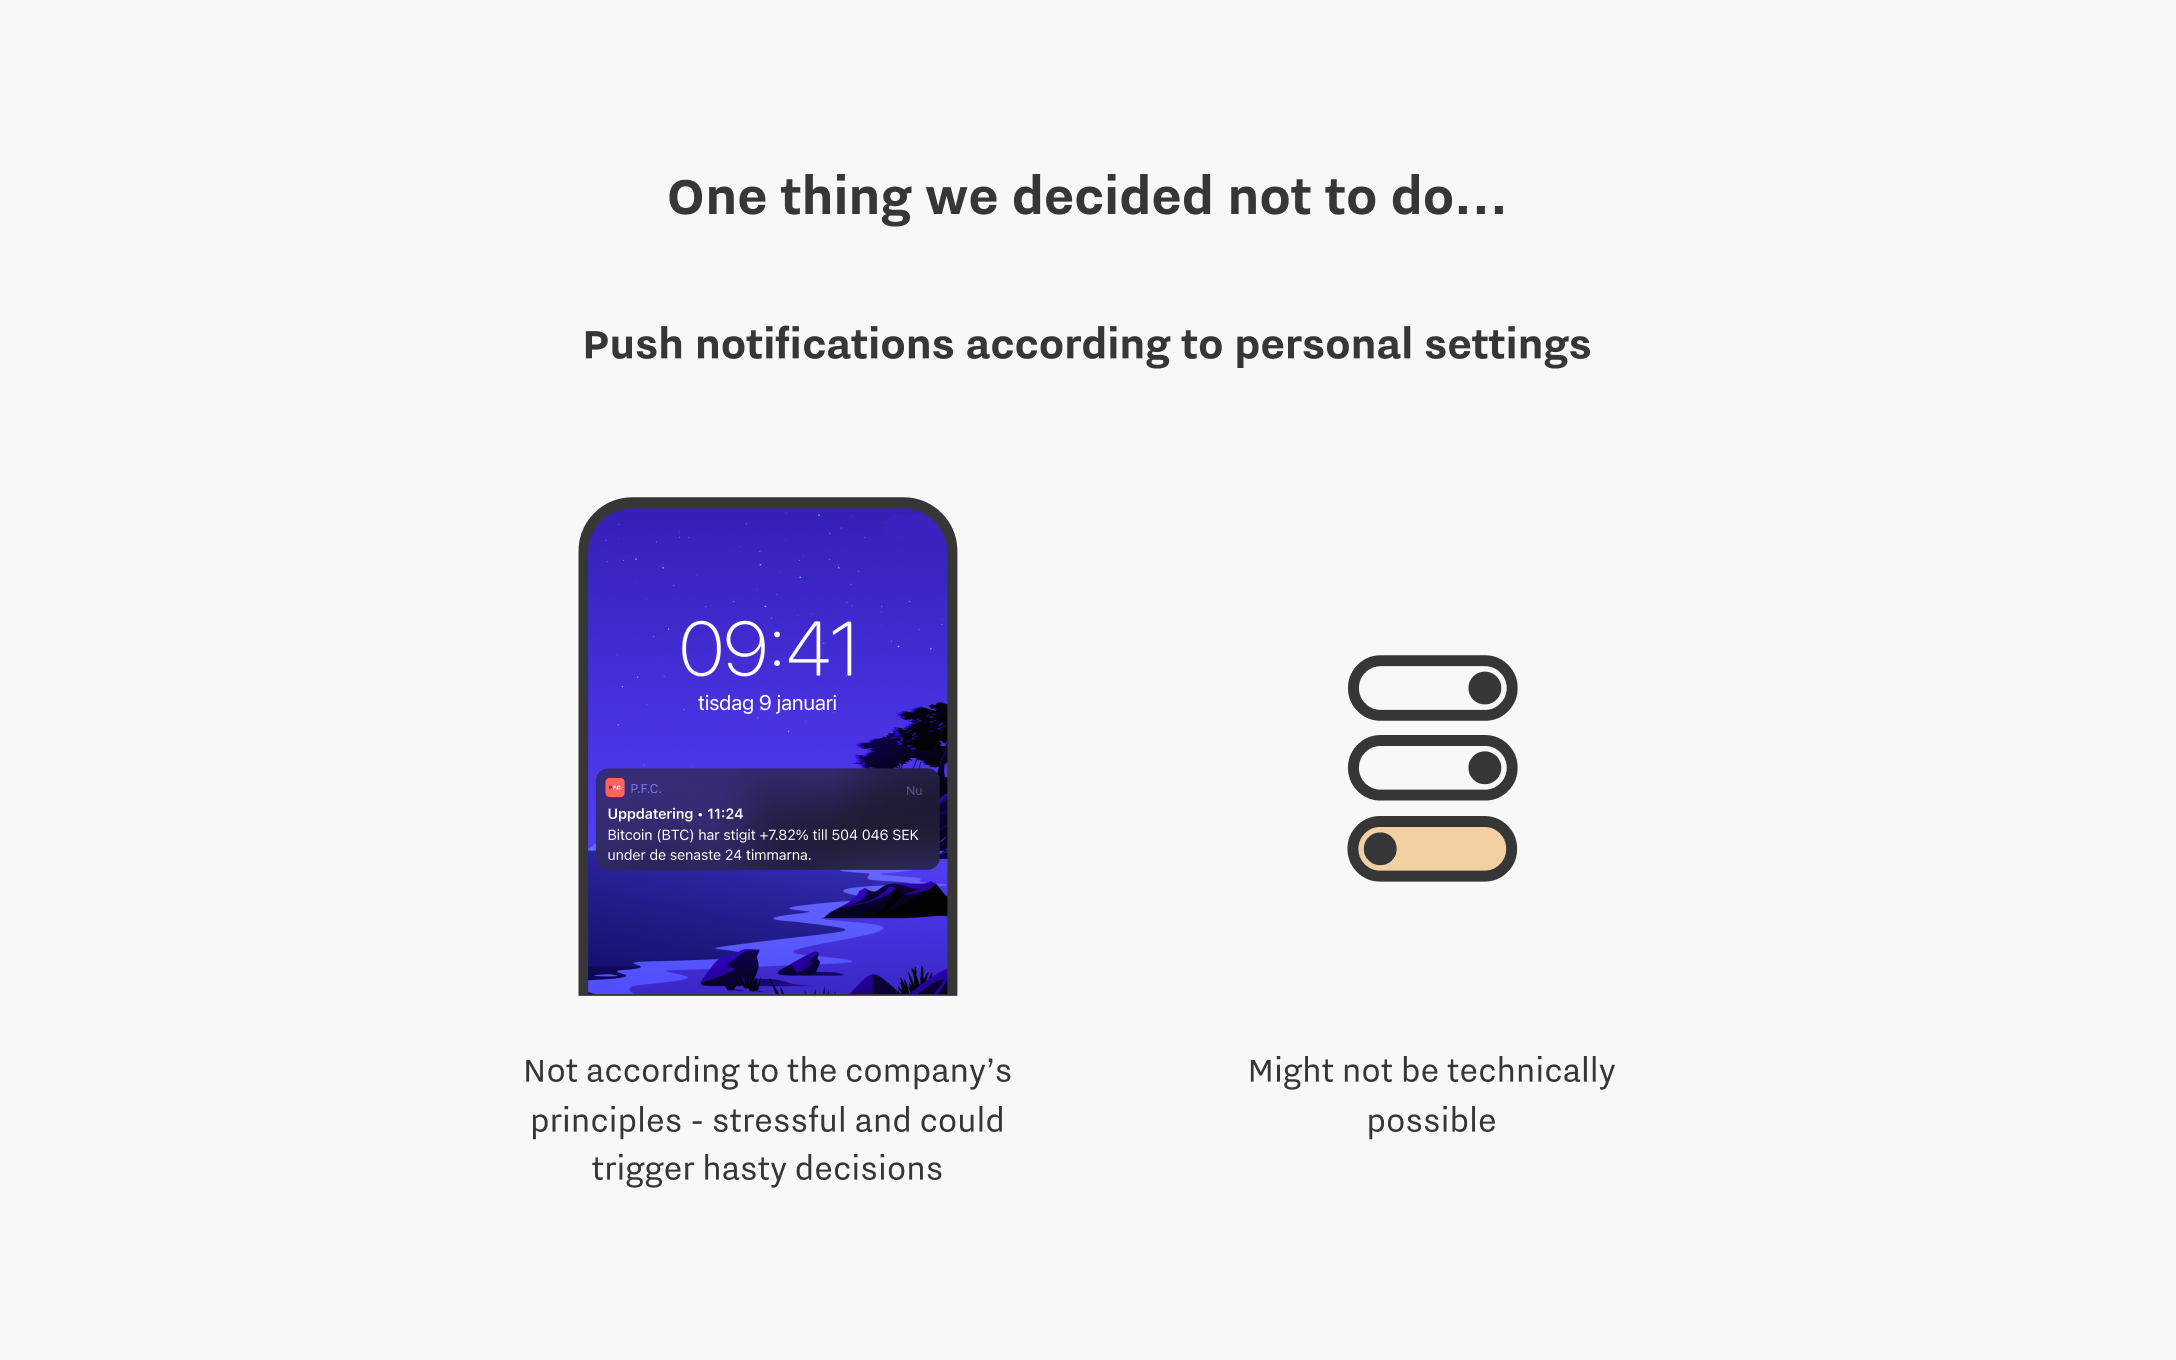 One thing we decided not to do...
Push notifications according to personal settings
09:41
tisdag 9 januari
P.F.C.
Nu
Uppdatering • 11:24
Bitcoin (BTC) har stigit +7.82% till 504 046 SEK
under de senaste 24 timmarna.
Not according to the company’s
principles - stressful and could
trigger hasty decisions
Might not be technically
possible